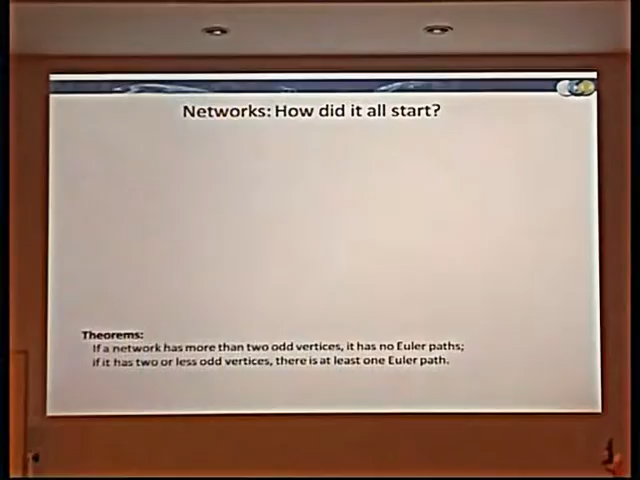 Networks: How did it all start?
Theorems:
If a network has more than two odd vertices, it has no Euler paths;
if it has two or less odd vertices, there is at least one Euler path.